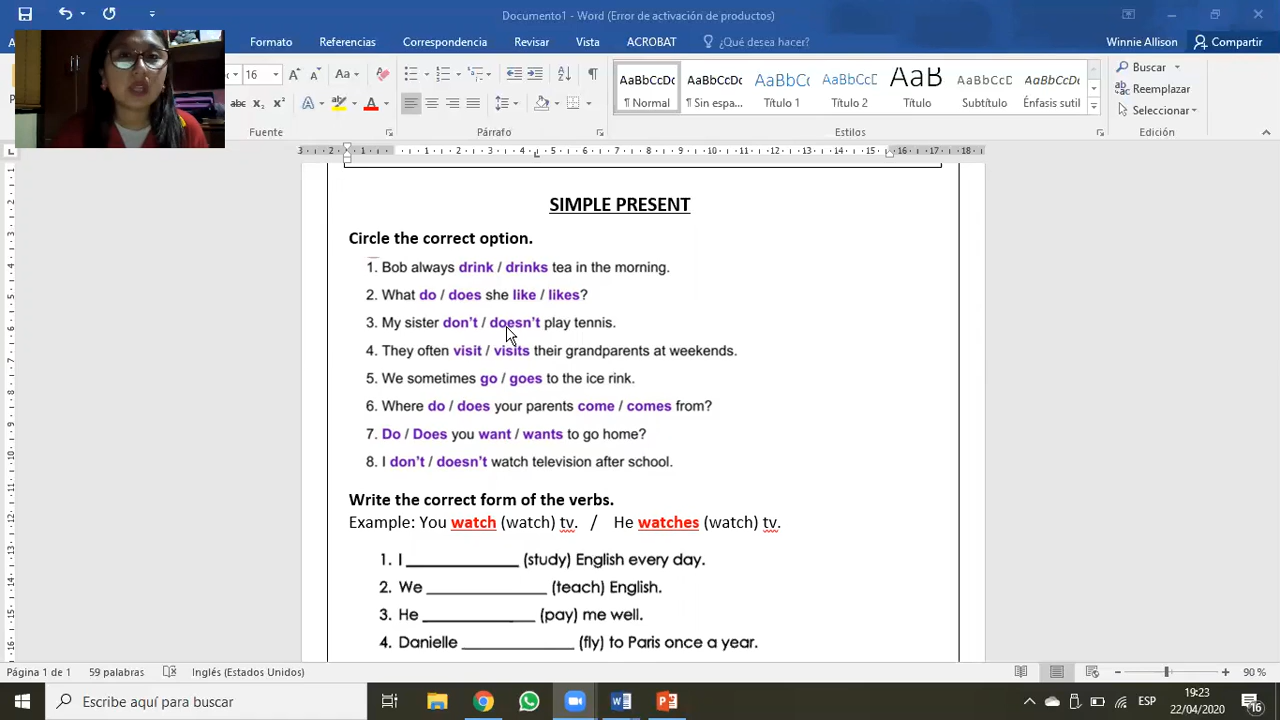 Document1 - Word (Error de activación de productos)
Formato
Referencias
Revisar
Vista
ACROBAT
¿Qué desea hacer?
Winnie Allison
Compartir
16
Aa
AaBbCcDc
¶ Normal
AaBbCcDc
¶ Sin espa...
AaBbCc
Título 1
AaBbCcD
Título 2
AaB
Título
AaBbCcD
Subtítulo
AaBbCcDc
Énfasis sutil
Buscar
Reemplazar
Seleccionar
Fuente
Párrafo
Estilos
Edición
SIMPLE PRESENT
Circle the correct option.
1. Bob always drink / drinks tea in the morning.
2. What do / does she like / likes?
3. My sister don't / doesn't play tennis.
4. They often visit / visits their grandparents at weekends.
5. We sometimes go / goes to the ice rink.
6. Where do / does your parents come / comes from?
7. Do / Does you want / wants to go home?
8. I don't / doesn't watch television after school.
Write the correct form of the verbs.
Example: You watch (watch) tv. / He watches (watch) tv.
1. I ____________ (study) English every day.
2. We ____________ (teach) English.
3. He ____________ (pay) me well.
4. Danielle ____________ (fly) to Paris once a year.
Página 1 de 1
59 palabras
Inglés (Estados Unidos)
90 %
Escribe aquí para buscar
ESP
19:23
22/04/2020
16